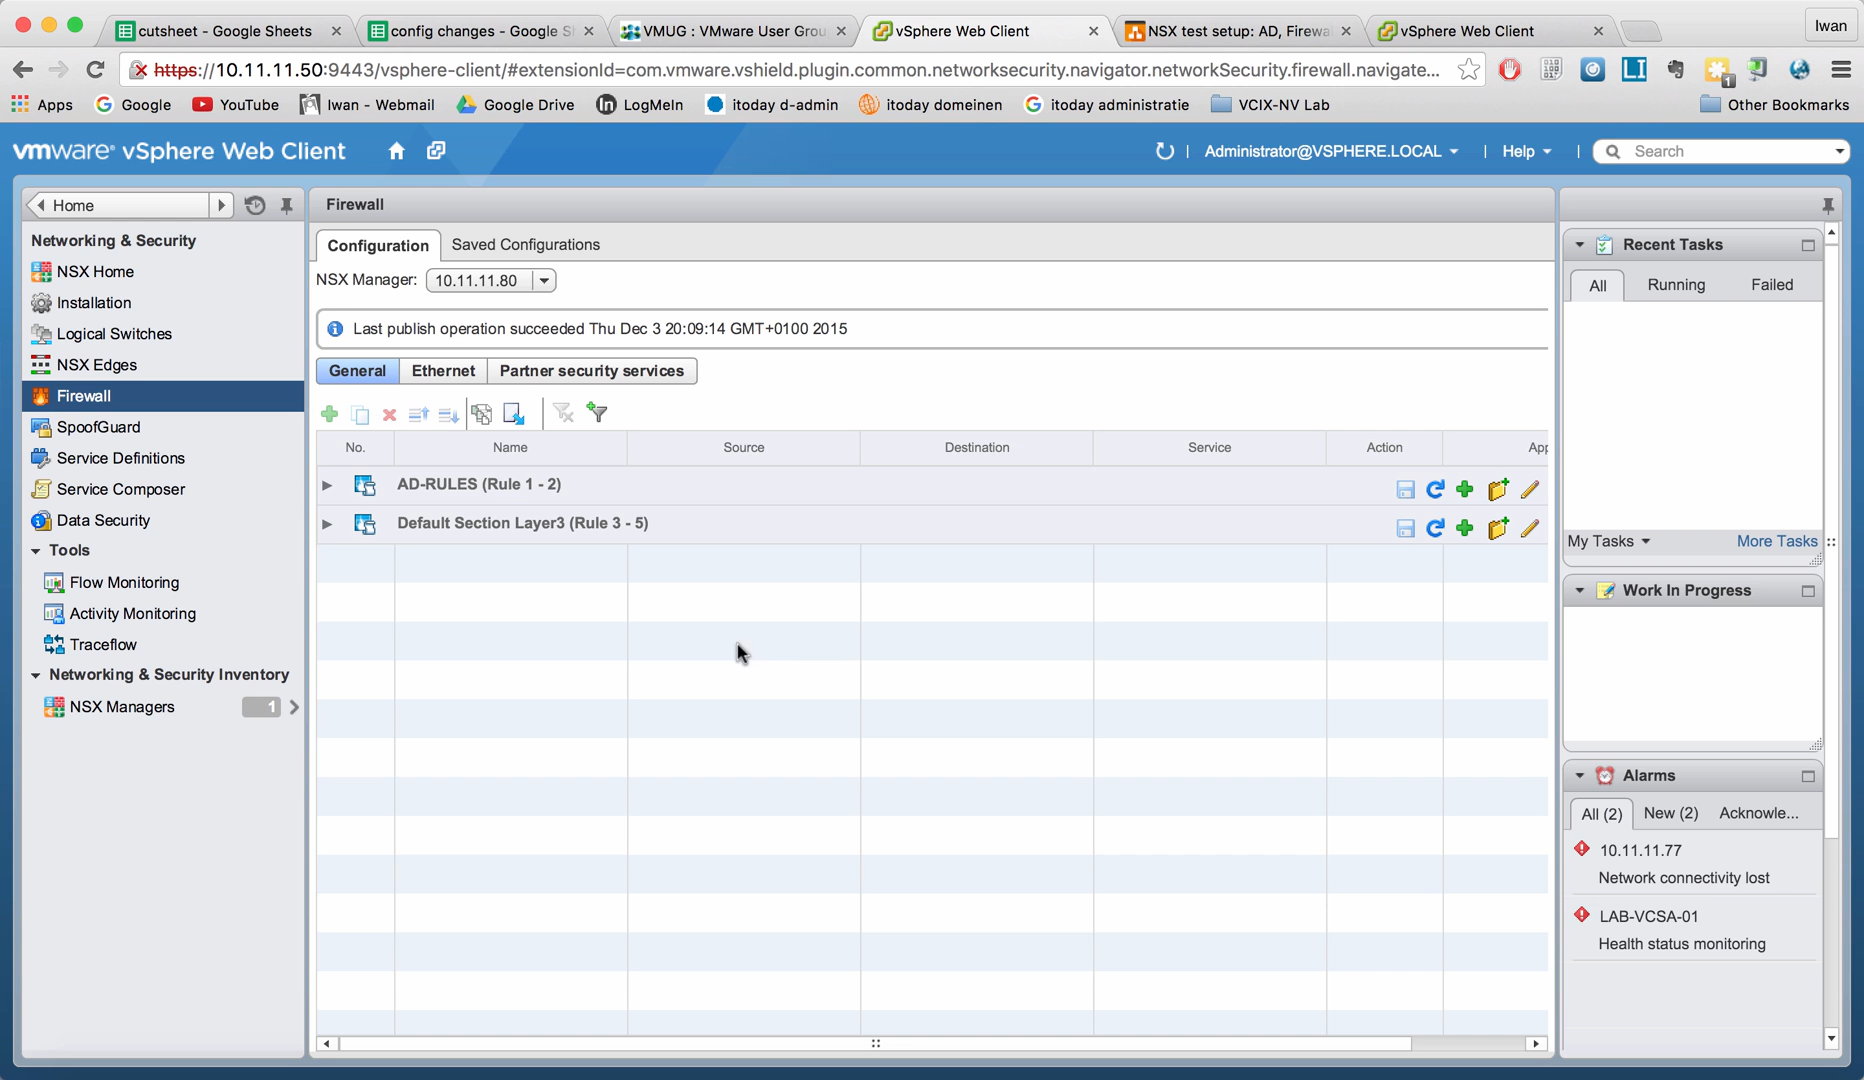 cutsheet - Google Sheets
config changes - Google S
VMUG : VMware User Grou
vSphere Web Client
NSX test setup: AD, Firewa
vSphere Web Client
Iwan
https://10.11.11.50:9443/vsphere-client/#extensionId=com.vmware.vshield.plugin.common.networksecurity.navigator.networkSecurity.firewall.navigate...
Apps
Google
YouTube
Iwan - Webmail
Google Drive
LogMeIn
itoday d-admin
itoday domeinen
itoday administratie
VCIX-NV Lab
Other Bookmarks
vmware vSphere Web Client
Administrator@VSPHERE.LOCAL
Help
Search
Home
Networking & Security
NSX Home
Installation
Logical Switches
NSX Edges
Firewall
SpoofGuard
Service Definitions
Service Composer
Data Security
Tools
Flow Monitoring
Activity Monitoring
Traceflow
Networking & Security Inventory
NSX Managers 1
Firewall
Configuration
Saved Configurations
NSX Manager: 10.11.11.80
Last publish operation succeeded Thu Dec 3 20:09:14 GMT+0100 2015
General
Ethernet
Partner security services
No. Name Source Destination Service Action App
AD-RULES (Rule 1 - 2)
Default Section Layer3 (Rule 3 - 5)
Recent Tasks
All
Running
Failed
My Tasks
More Tasks
Work In Progress
Alarms
All (2)
New (2)
Acknowle...
10.11.11.77
Network connectivity lost
LAB-VCSA-01
Health status monitoring